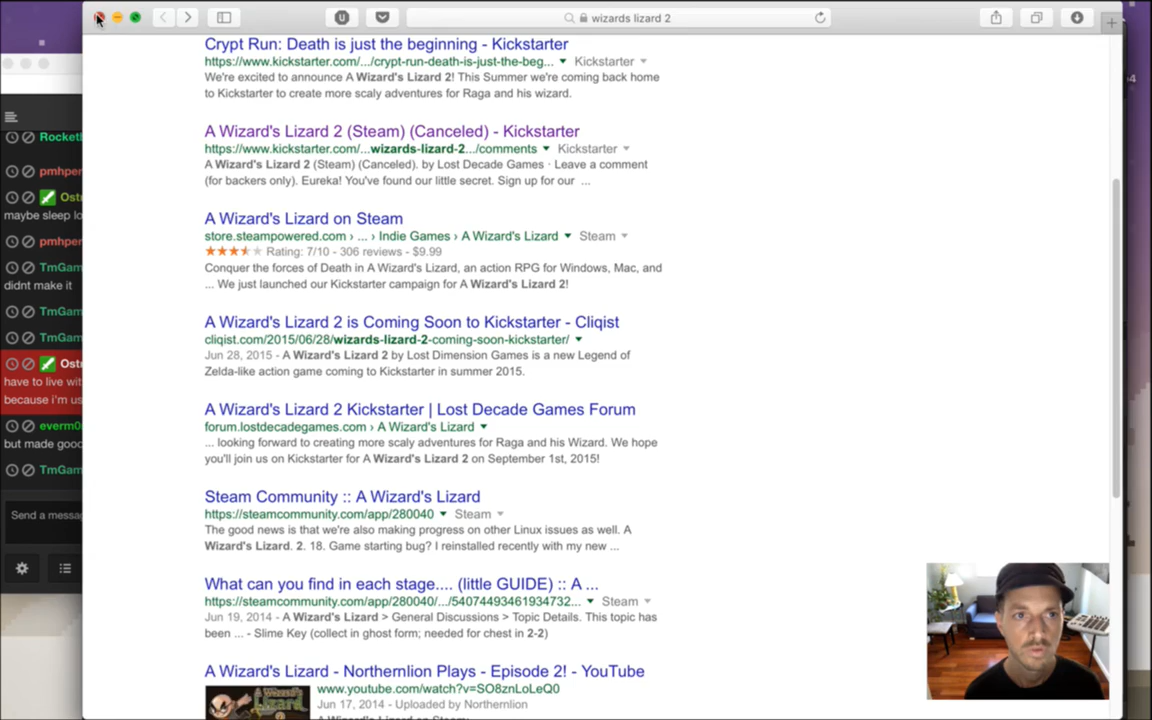 wizards lizard 2
Crypt Run: Death is just the beginning - Kickstarter
https://www.kickstarter.com/.../crypt-run-death-is-just-the-beg... Kickstarter
We're excited to announce A Wizard's Lizard 2! This Summer we're coming back home
to Kickstarter to create more scaly adventures for Raga and his wizard.
A Wizard's Lizard 2 (Steam) (Canceled) - Kickstarter
https://www.kickstarter.com/...wizards-lizard-2.../comments Kickstarter
A Wizard's Lizard 2 (Steam) (Canceled). by Lost Decade Games · Leave a comment
(for backers only). Eureka! You've found our little secret. Sign up for our ...
A Wizard's Lizard on Steam
store.steampowered.com › ... › Indie Games › A Wizard's Lizard Steam
Rating: 7/10 - 306 reviews - $9.99
Conquer the forces of Death in A Wizard's Lizard, an action RPG for Windows, Mac, and
... We just launched our Kickstarter campaign for A Wizard's Lizard 2!
A Wizard's Lizard 2 is Coming Soon to Kickstarter - Cliqist
cliqist.com/2015/06/28/wizards-lizard-2-coming-soon-kickstarter/
Jun 28, 2015 - A Wizard's Lizard 2 by Lost Dimension Games is a new Legend of
Zelda-like action game coming to Kickstarter in summer 2015.
A Wizard's Lizard 2 Kickstarter | Lost Decade Games Forum
forum.lostdecadegames.com › A Wizard's Lizard
... looking forward to creating more scaly adventures for Raga and his Wizard. We hope
you'll join us on Kickstarter for A Wizard's Lizard 2 on September 1st, 2015!
Steam Community :: A Wizard's Lizard
https://steamcommunity.com/app/280040 Steam
The good news is that we're also making progress on other Linux issues as well. A
Wizard's Lizard. 2. 18. Game starting bug? I reinstalled recently with my new ...
What can you find in each stage.... (little GUIDE) :: A ...
https://steamcommunity.com/app/280040/.../54074493461934732... Steam
Jun 19, 2014 - A Wizard's Lizard > General Discussions > Topic Details. This topic has
been ... - Slime Key (collect in ghost form; needed for chest in 2-2)
A Wizard's Lizard - Northernlion Plays - Episode 2! - YouTube
www.youtube.com/watch?v=SO8znLoLeQ0
Jun 17, 2014 - Uploaded by Northernlion
Rocket
pmhper
Ost
maybe sleep lo
pmhper
TmGam
didnt make it
TmGam
TmGam
Ost
have to live wit
because i'm us
everm0
but made good
TmGam
Send a messa